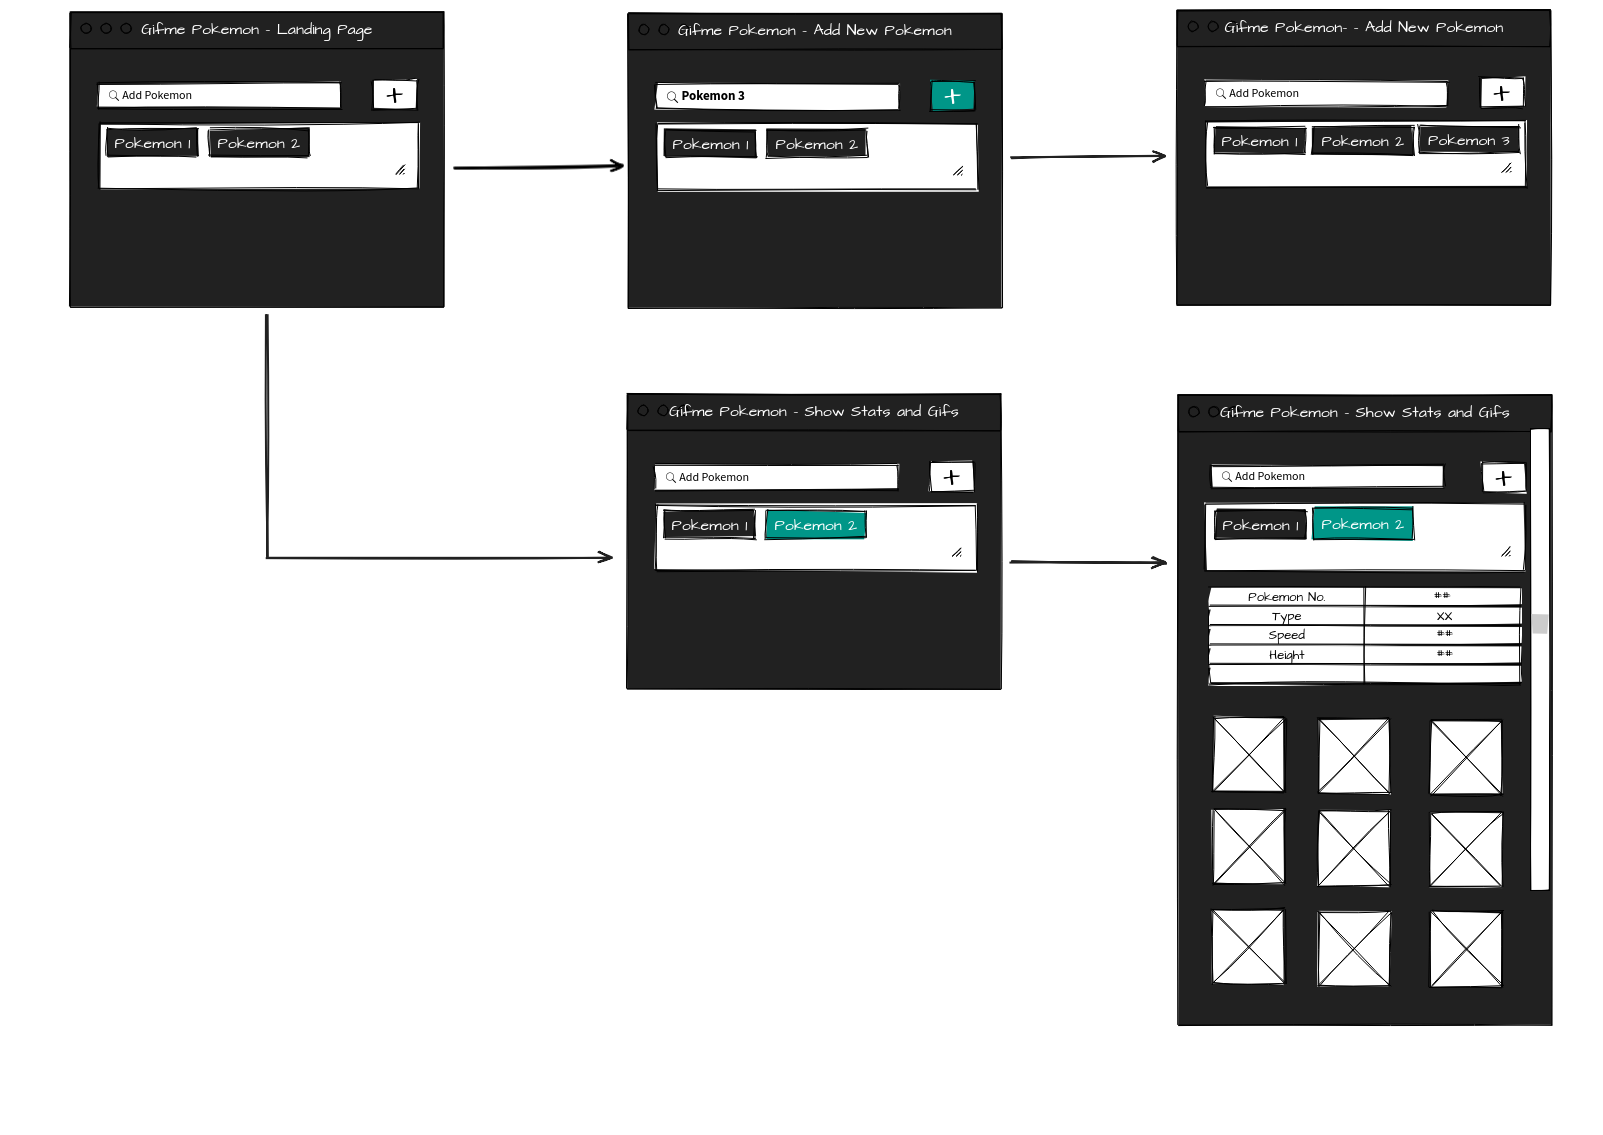 Gifme Pokemon - Landing Page
Add Pokemon
+
Pokemon 1
Pokemon 2
Gifme Pokemon - Add New Pokemon
Pokemon 3
+
Pokemon 1
Pokemon 2
Gifme Pokemon- - Add New Pokemon
Add Pokemon
+
Pokemon 1
Pokemon 2
Pokemon 3
Gifme Pokemon - Show Stats and Gifs
Add Pokemon
+
Pokemon 1
Pokemon 2
Gifme Pokemon - Show Stats and Gifs
Add Pokemon
+
Pokemon 1
Pokemon 2
Pokemon No. ##
Type XX
Speed ##
Height ##